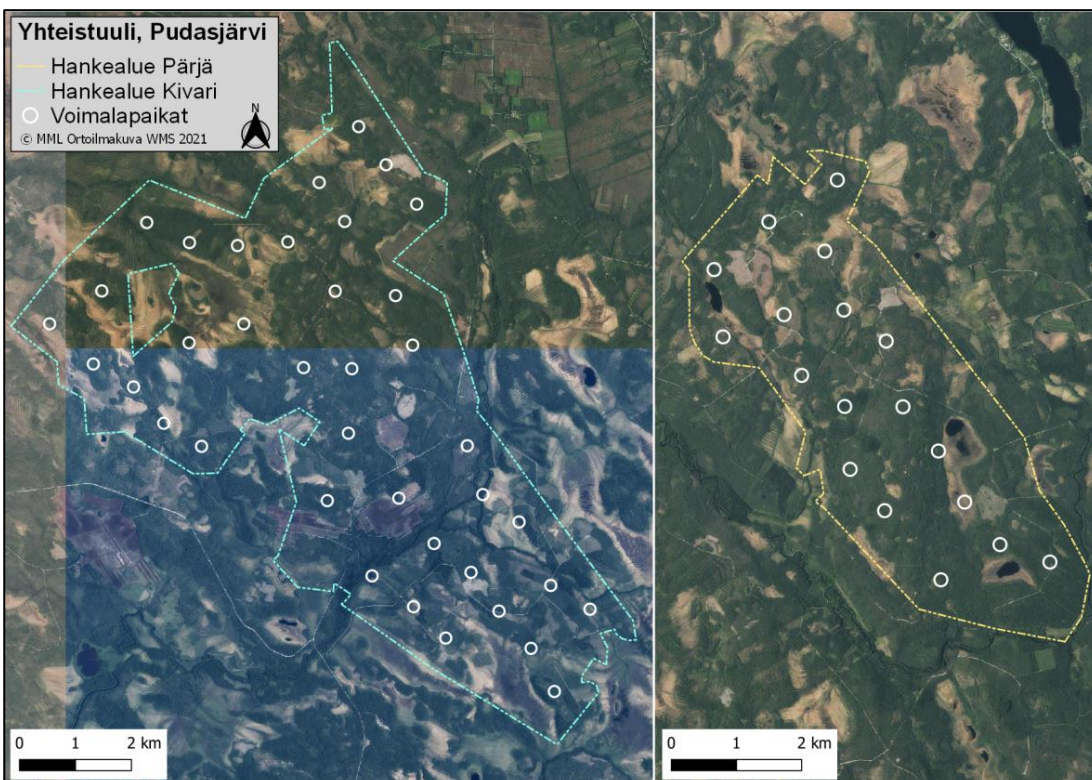 Yhteistuuli, Pudasjärvi
Hankealue Pärjä
Hankealue Kivari
Voimalapaikat
© MML Ortoilmakuva WMS 2021
N
0 1 2 km
0 1 2 km